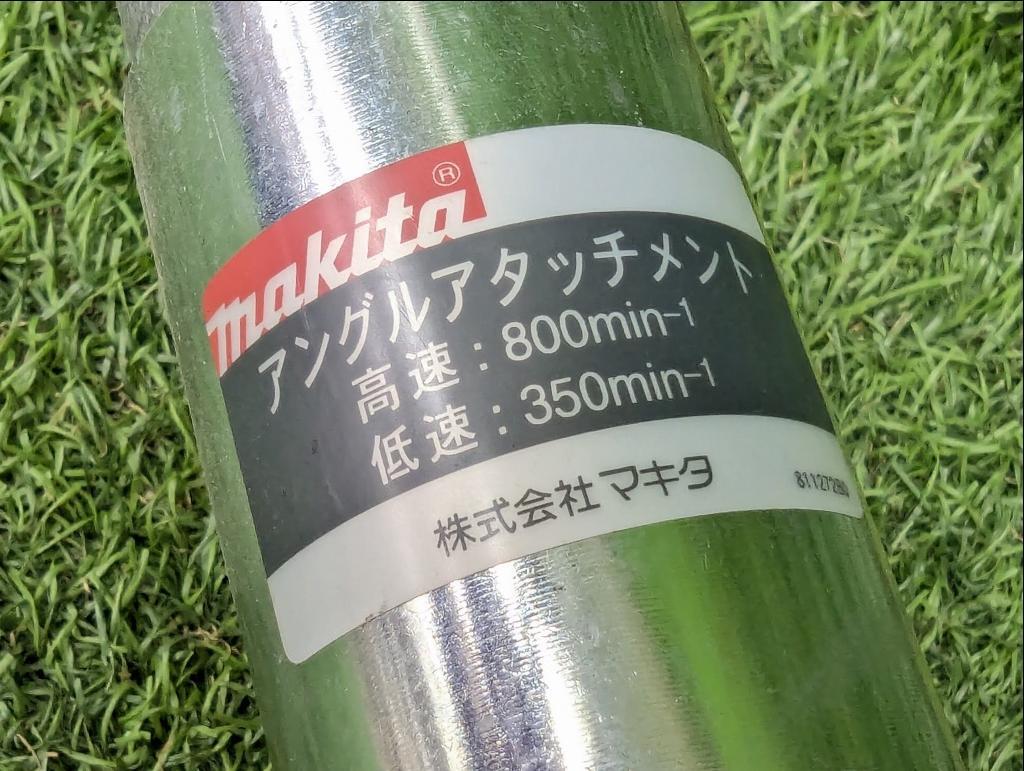 makita®
アングルアタッチメント
高速：800min-1
低速：350min-1
株式会社マキタ